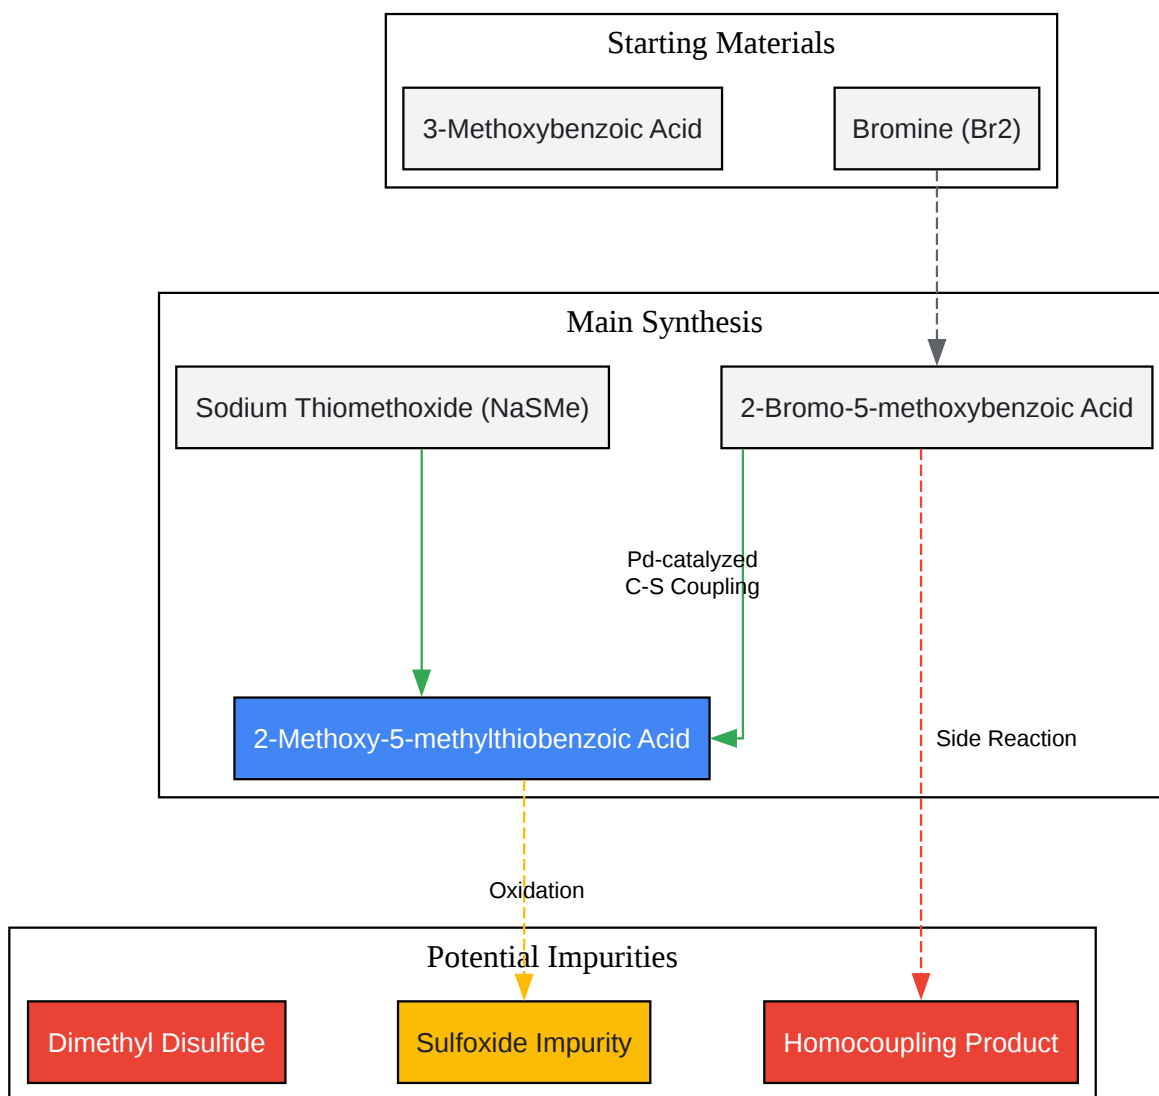 Starting Materials
3-Methoxybenzoic Acid
Bromine (Br2)
Main Synthesis
Sodium Thiomethoxide (NaSMe)
2-Bromo-5-methoxybenzoic Acid
Pd-catalyzed
C-S Coupling
2-Methoxy-5-methylthiobenzoic Acid
Side Reaction
Oxidation
Potential Impurities
Dimethyl Disulfide
Sulfoxide Impurity
Homocoupling Product